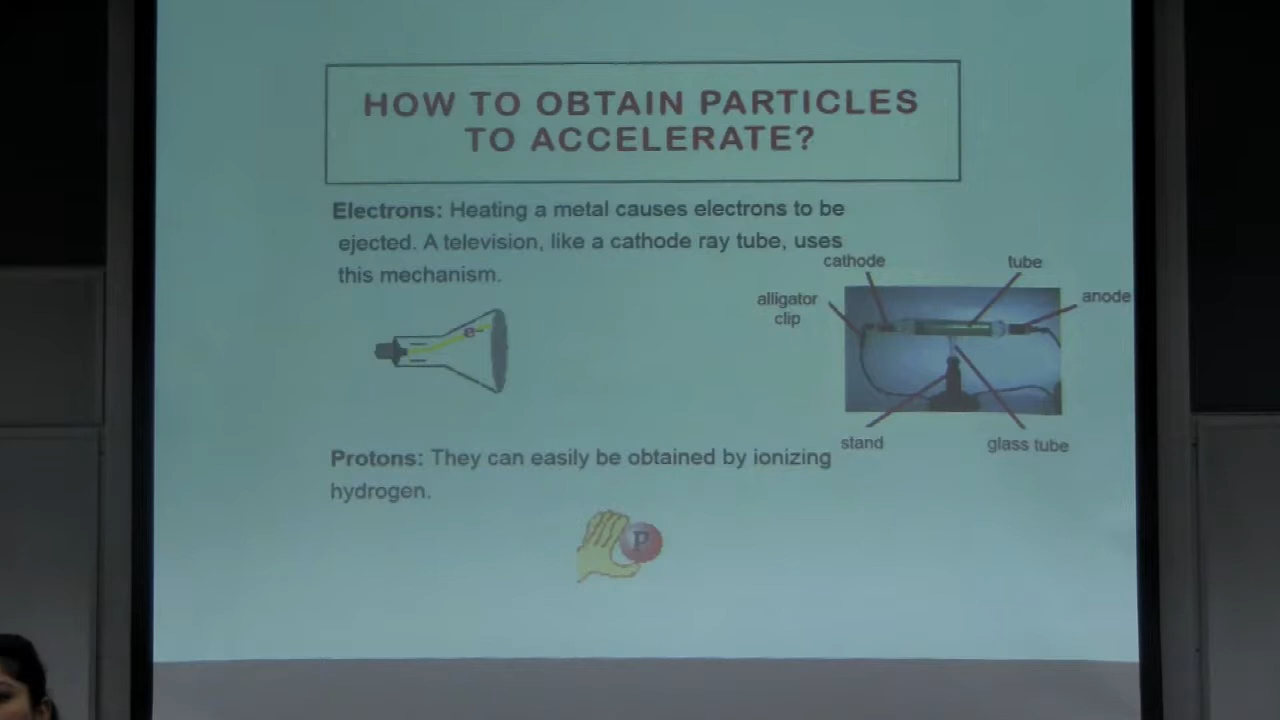 HOW TO OBTAIN PARTICLES
TO ACCELERATE?
Electrons: Heating a metal causes electrons to be
ejected. A television, like a cathode ray tube, uses
this mechanism.
cathode
tube
alligator
clip
anode
e-
stand
glass tube
Protons: They can easily be obtained by ionizing
hydrogen.
P